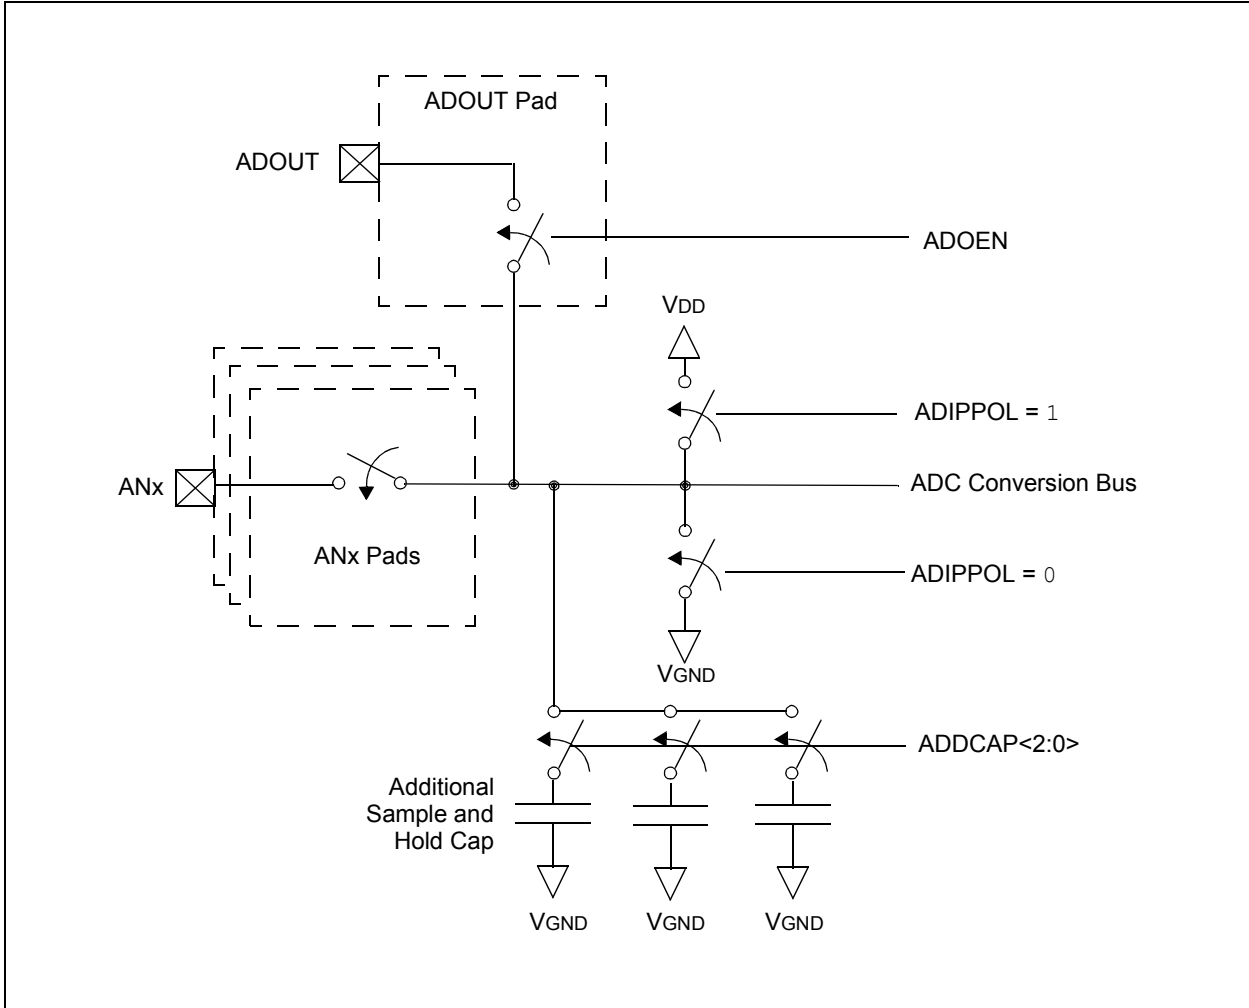 ADOUT Pad
ADOUT
ADOEN
VDD
ADIPPOL = 1
ANx
ADC Conversion Bus
ANx Pads
ADIPPOL = 0
VGND
ADDCAP<2:0>
Additional
Sample and
Hold Cap
VGND
VGND
VGND